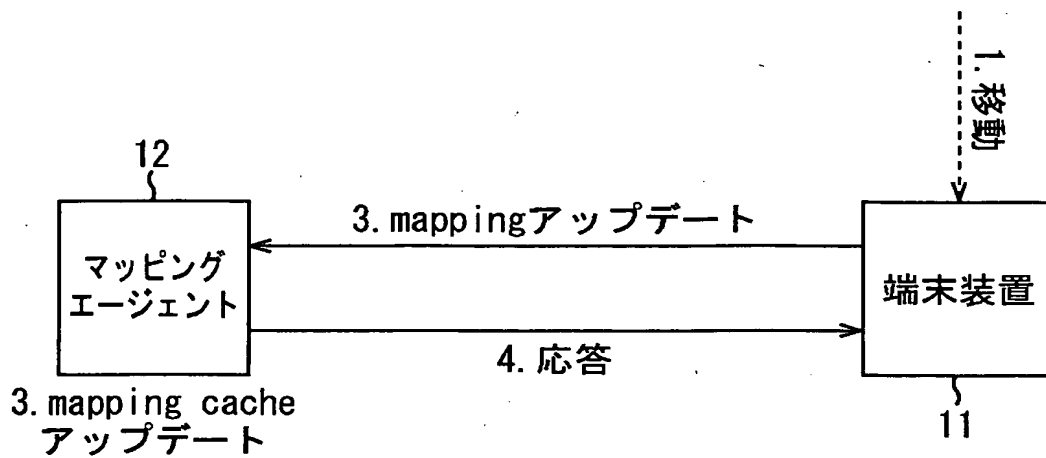 1.移動
12
3.mappingアップデート
マッピング
エージェント
端末装置
4.応答
3.mapping cache
アップデート
11